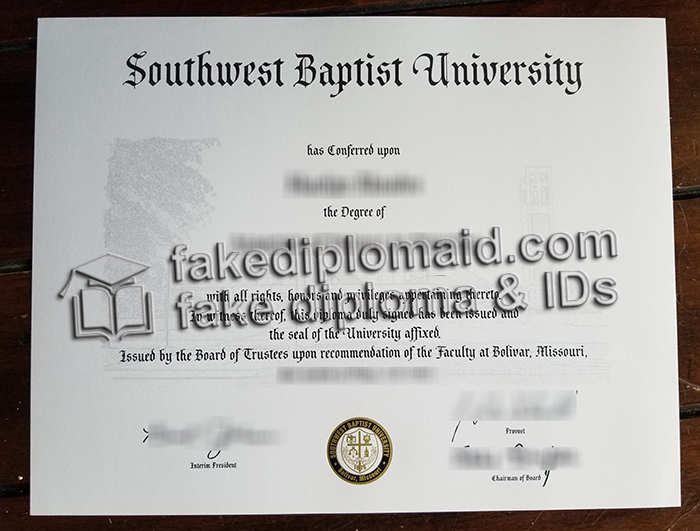 Southwest Baptist University
has Conferred upon
the Degree of
fakediplomaid.com
fake diploma & IDs
with all rights, honors and privileges appertaining thereto.
In witness thereof, this diploma duly signed has been issued and
the seal of the University affixed.
Issued by the Board of Trustees upon recommendation of the Faculty at Bolivar, Missouri,
Provost
Interim President
SOUTHWEST BAPTIST UNIVERSITY
Bolivar, Missouri
Chairman of Board